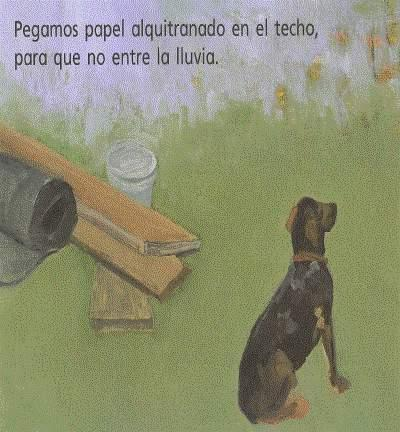 Pegamos papel alquitranado en el techo,
para que no entre la lluvia.